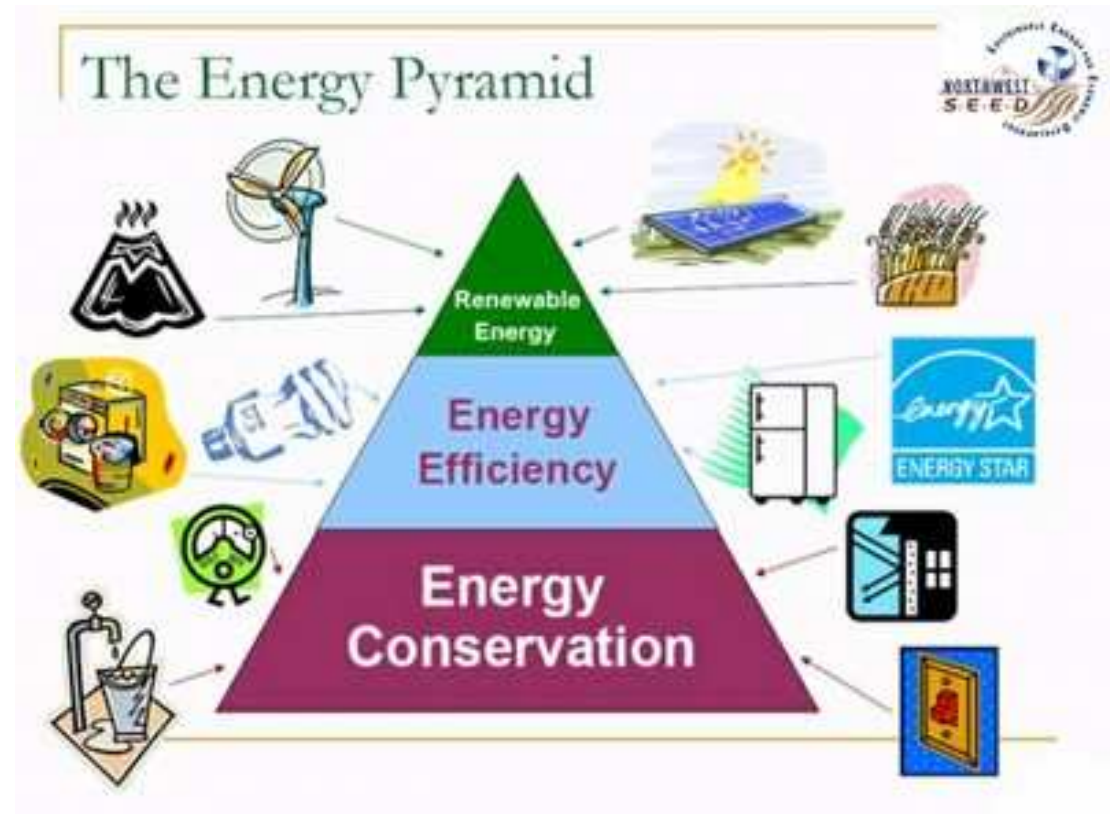 The Energy Pyramid
NORTHWEST
S·E·E·D
Renewable
Energy
Energy
Efficiency
energy
ENERGY STAR
Energy
Conservation